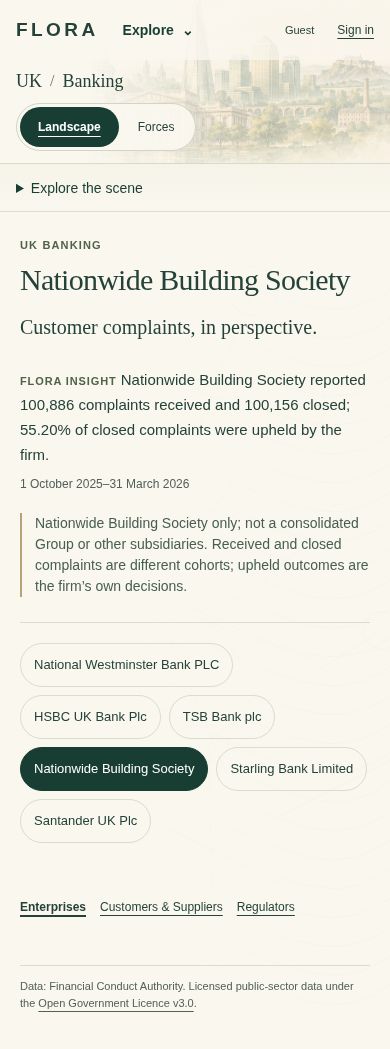 FLORA Explore Guest Sign in
UK / Banking
Landscape Forces
Explore the scene
UK BANKING
Nationwide Building Society
Customer complaints, in perspective.
FLORA INSIGHT Nationwide Building Society reported
100,886 complaints received and 100,156 closed;
55.20% of closed complaints were upheld by the
firm.
1 October 2025–31 March 2026
Nationwide Building Society only; not a consolidated
Group or other subsidiaries. Received and closed
complaints are different cohorts; upheld outcomes are
the firm’s own decisions.
National Westminster Bank PLC
HSBC UK Bank Plc TSB Bank plc
Nationwide Building Society Starling Bank Limited
Santander UK Plc
Enterprises Customers & Suppliers Regulators
Data: Financial Conduct Authority. Licensed public-sector data under
the Open Government Licence v3.0.